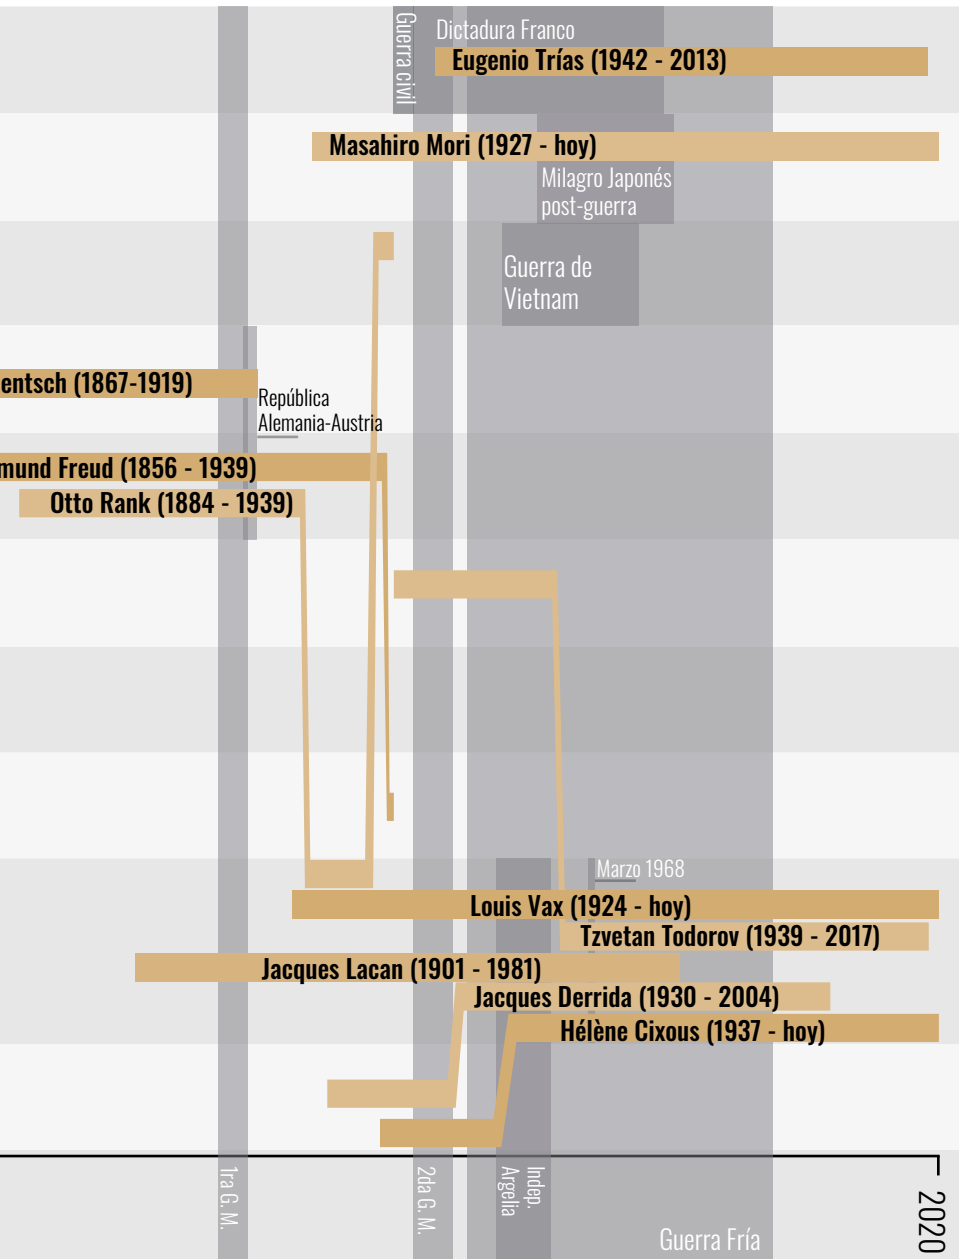 Guerra civil
Dictadura Franco
Eugenio Trías (1942 - 2013)
Masahiro Mori (1927 - hoy)
Milagro Japonés
post-guerra
Guerra de
Vietnam
entsch (1867-1919)
República
Alemania-Austria
mund Freud (1856 - 1939)
Otto Rank (1884 - 1939)
Marzo 1968
Louis Vax (1924 - hoy)
Tzvetan Todorov (1939 - 2017)
Jacques Lacan (1901 - 1981)
Jacques Derrida (1930 - 2004)
Hélène Cixous (1937 - hoy)
1ra G. M.
2da G. M.
Indep.
Argelia
Guerra Fría
2020